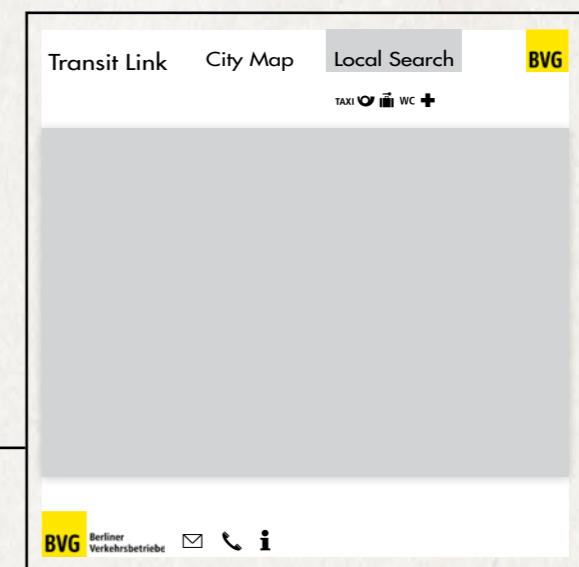 Transit Link City Map Local Search BVG
TAXI WC
BVG Berliner
Verkehrsbetriebe